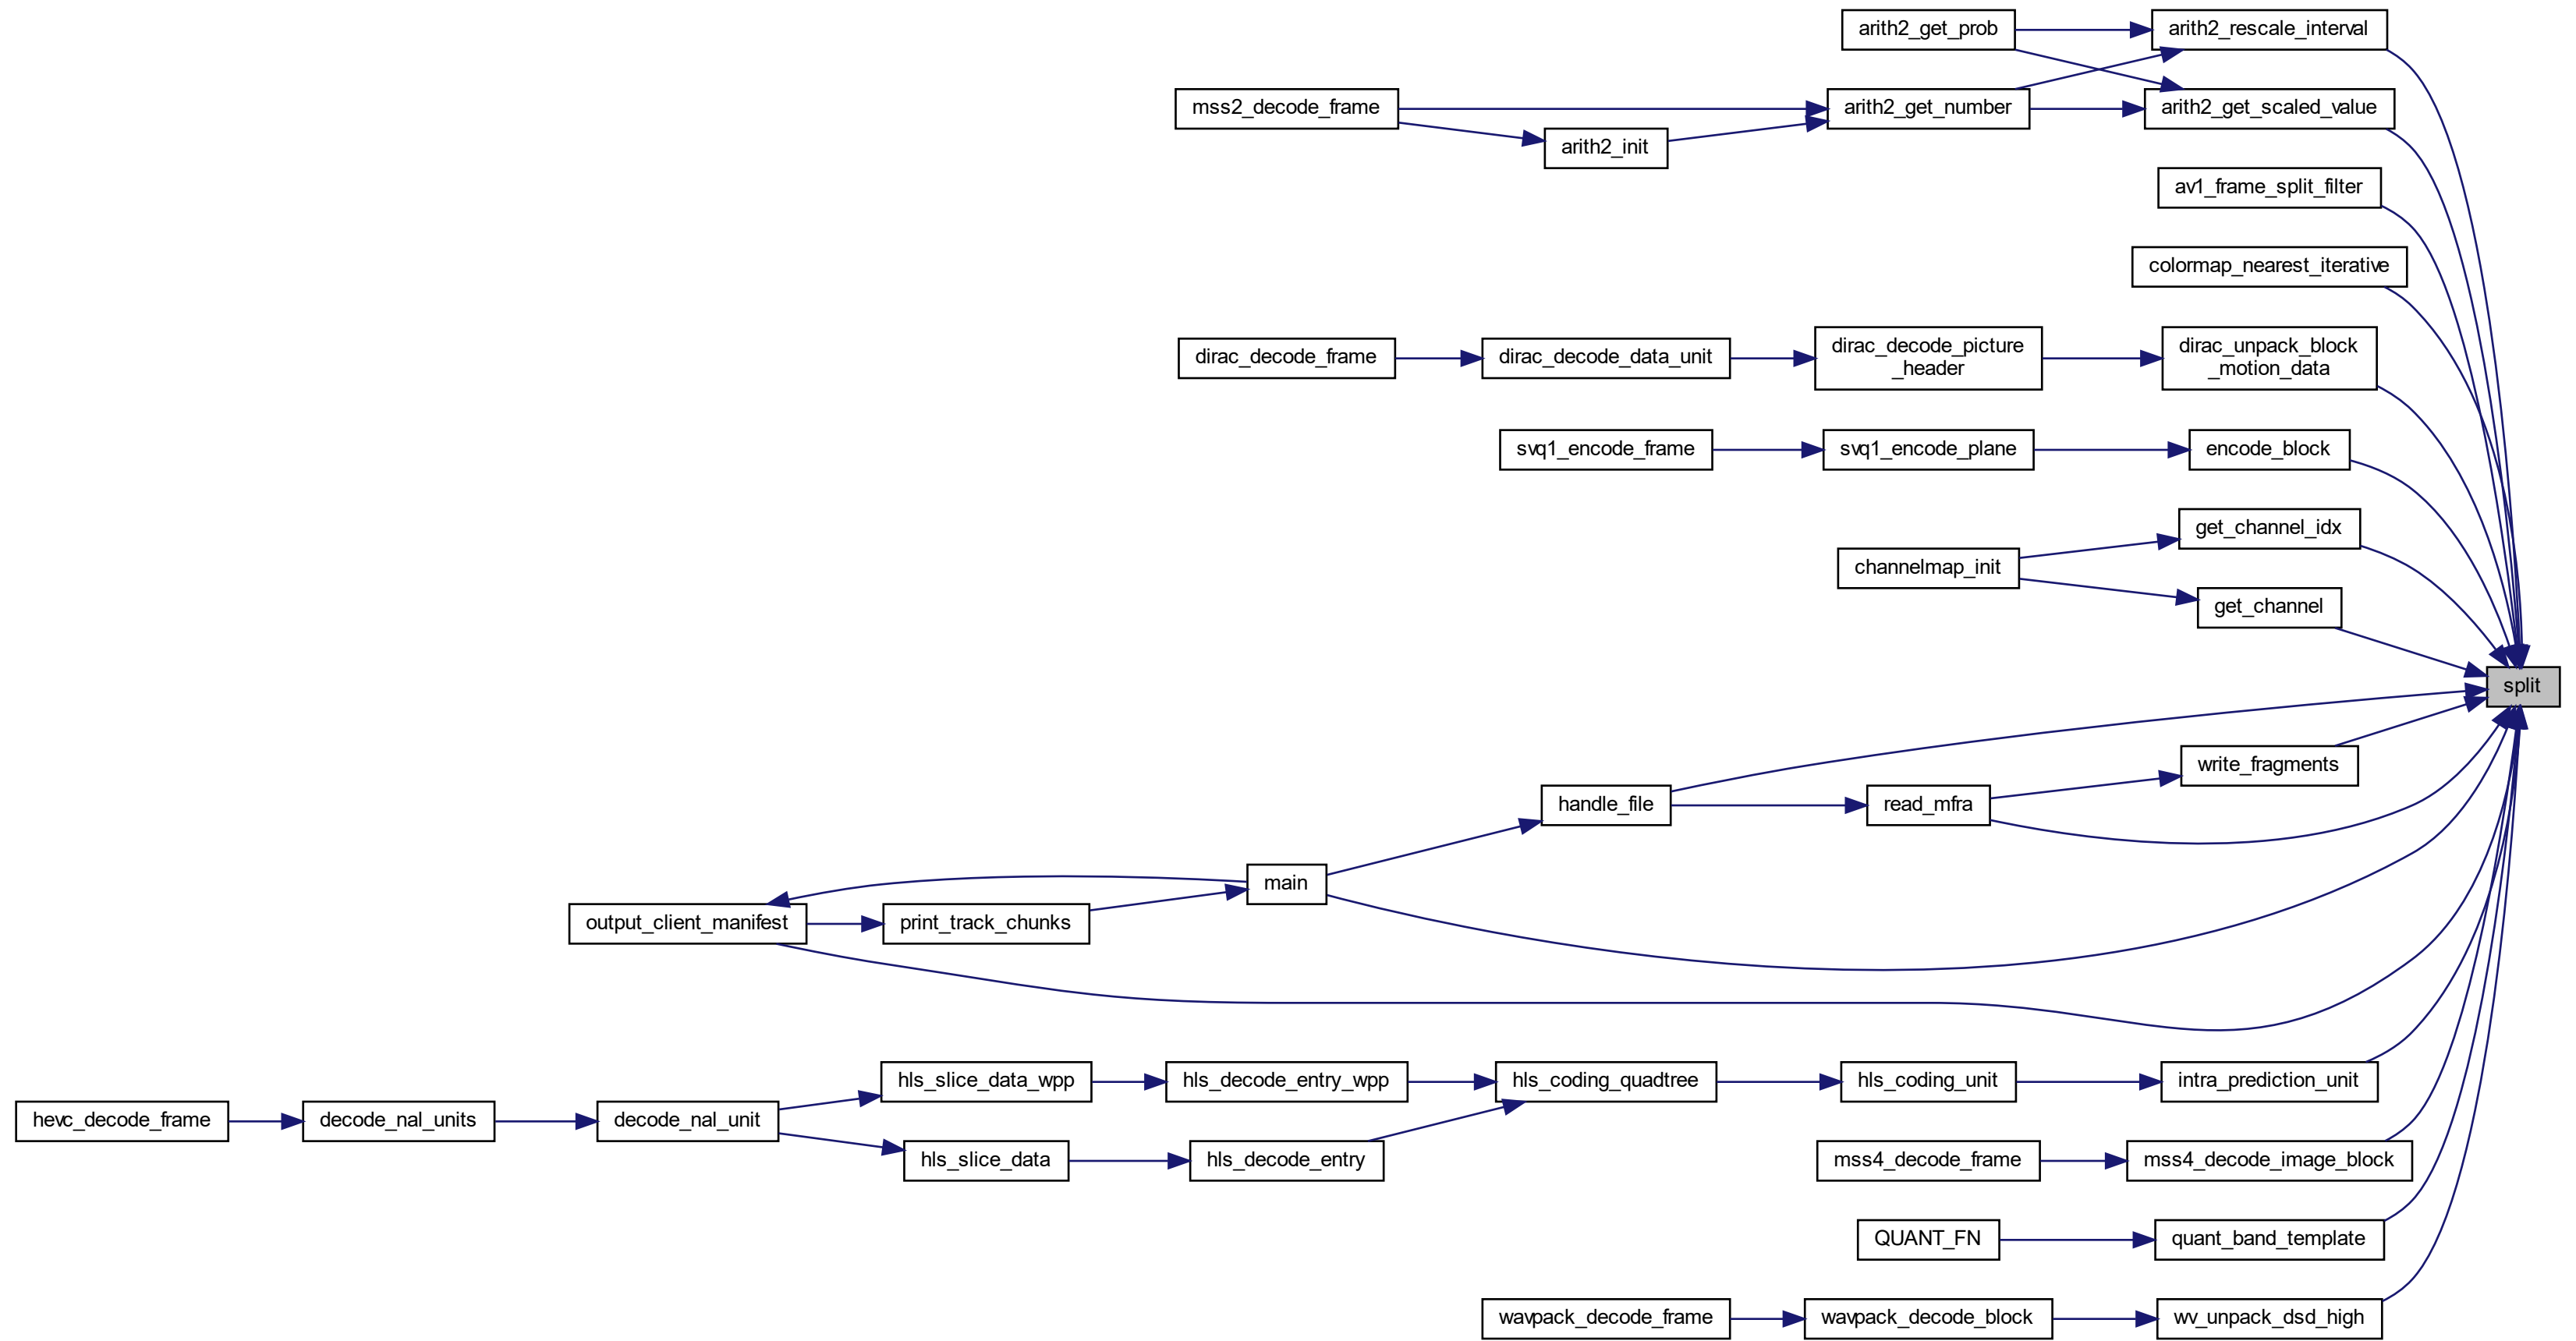 arith2_get_prob
arith2_rescale_interval
mss2_decode_frame
arith2_get_number
arith2_get_scaled_value
arith2_init
av1_frame_split_filter
colormap_nearest_iterative
dirac_decode_frame
dirac_decode_data_unit
dirac_decode_picture
_header
dirac_unpack_block
_motion_data
svq1_encode_frame
svq1_encode_plane
encode_block
get_channel_idx
channelmap_init
get_channel
split
write_fragments
handle_file
read_mfra
main
output_client_manifest
print_track_chunks
hls_slice_data_wpp
hls_decode_entry_wpp
hls_coding_quadtree
hls_coding_unit
intra_prediction_unit
hevc_decode_frame
decode_nal_units
decode_nal_unit
hls_slice_data
hls_decode_entry
mss4_decode_frame
mss4_decode_image_block
QUANT_FN
quant_band_template
wavpack_decode_frame
wavpack_decode_block
wv_unpack_dsd_high